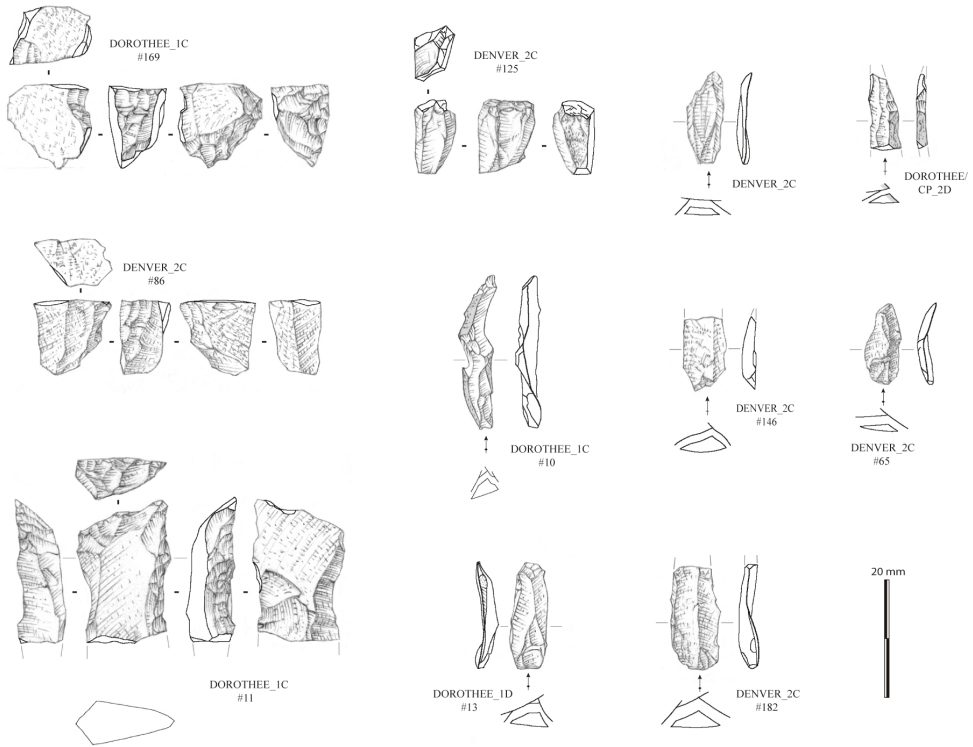 DOROTHEE_1C
#169
DENVER_2C
#125
DENVER_2C
DOROTHEE/
CP_2D
DENVER_2C
#86
DOROTHEE_1C
#10
DENVER_2C
#146
DENVER_2C
#65
DOROTHEE_1C
#11
DOROTHEE_1D
#13
DENVER_2C
#182
20 mm